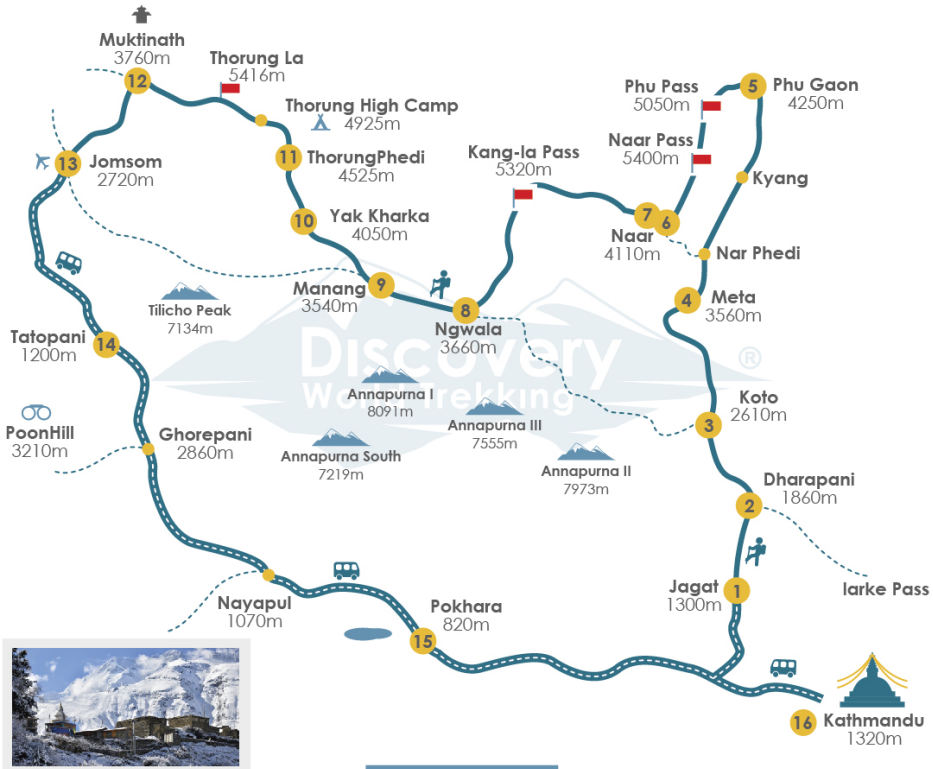 Muktinath
3760m
12
Thorung La
5416m
Thorung High Camp
4925m
11
ThorungPhedi
4525m
10
Yak Kharka
4050m
13
Jomsom
2720m
Phu Pass
5050m
5
Phu Gaon
4250m
Naar Pass
5400m
Kang-la Pass
5320m
Kyang
7
6
Naar
4110m
Nar Phedi
4
Meta
3560m
9
Manang
3540m
8
Ngwala
3660m
Tilicho Peak
7134m
Tatopani
1200m
14
Discovery
World Trekking
®
Annapurna I
8091m
Annapurna III
7555m
Annapurna South
7219m
Annapurna II
7973m
Koto
2610m
3
PoonHill
3210m
Ghorepani
2860m
Dharapani
1860m
2
Jagat
1300m
1
larke Pass
Nayapul
1070m
Pokhara
820m
15
16
Kathmandu
1320m